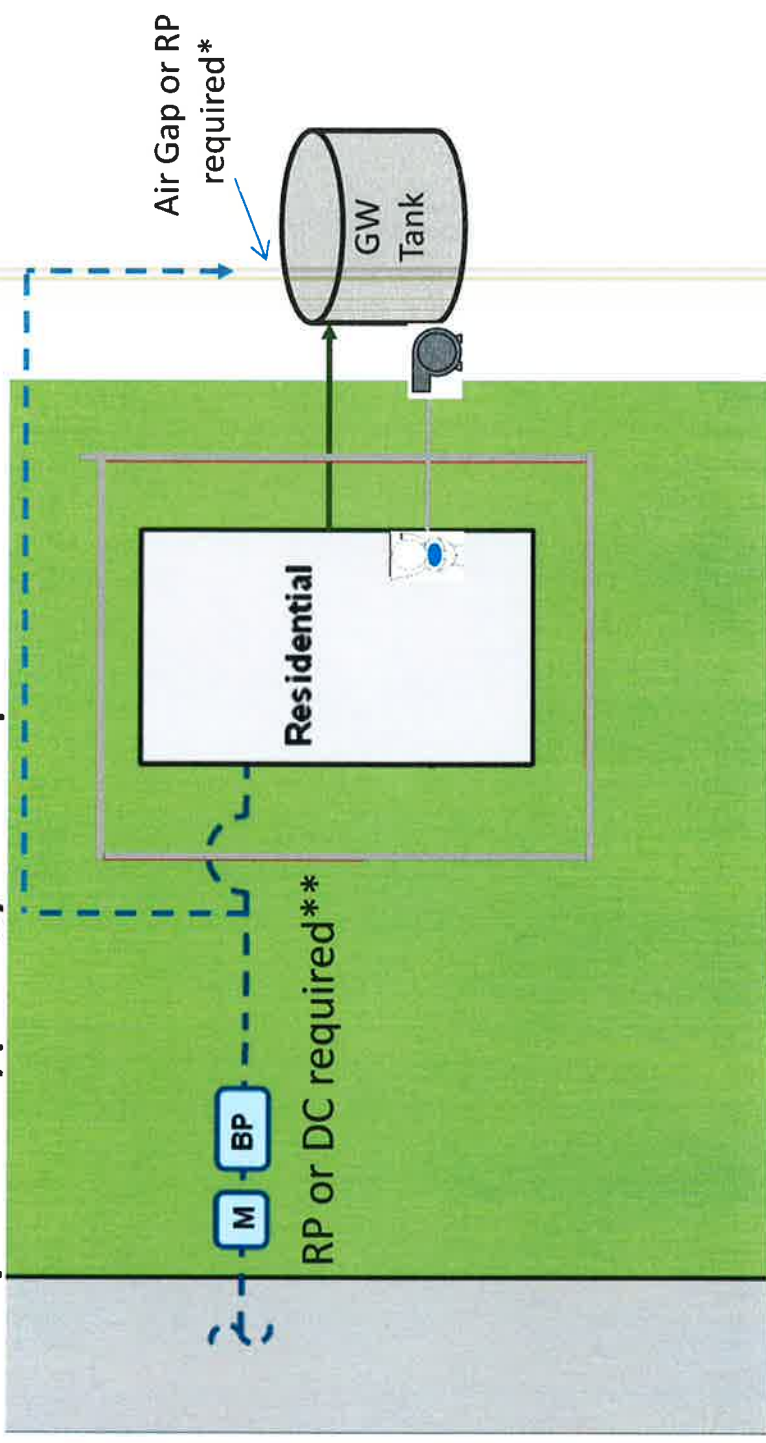 Air Gap or RP
required*
GW
Tank
Residential
M
BP
RP or DC required**